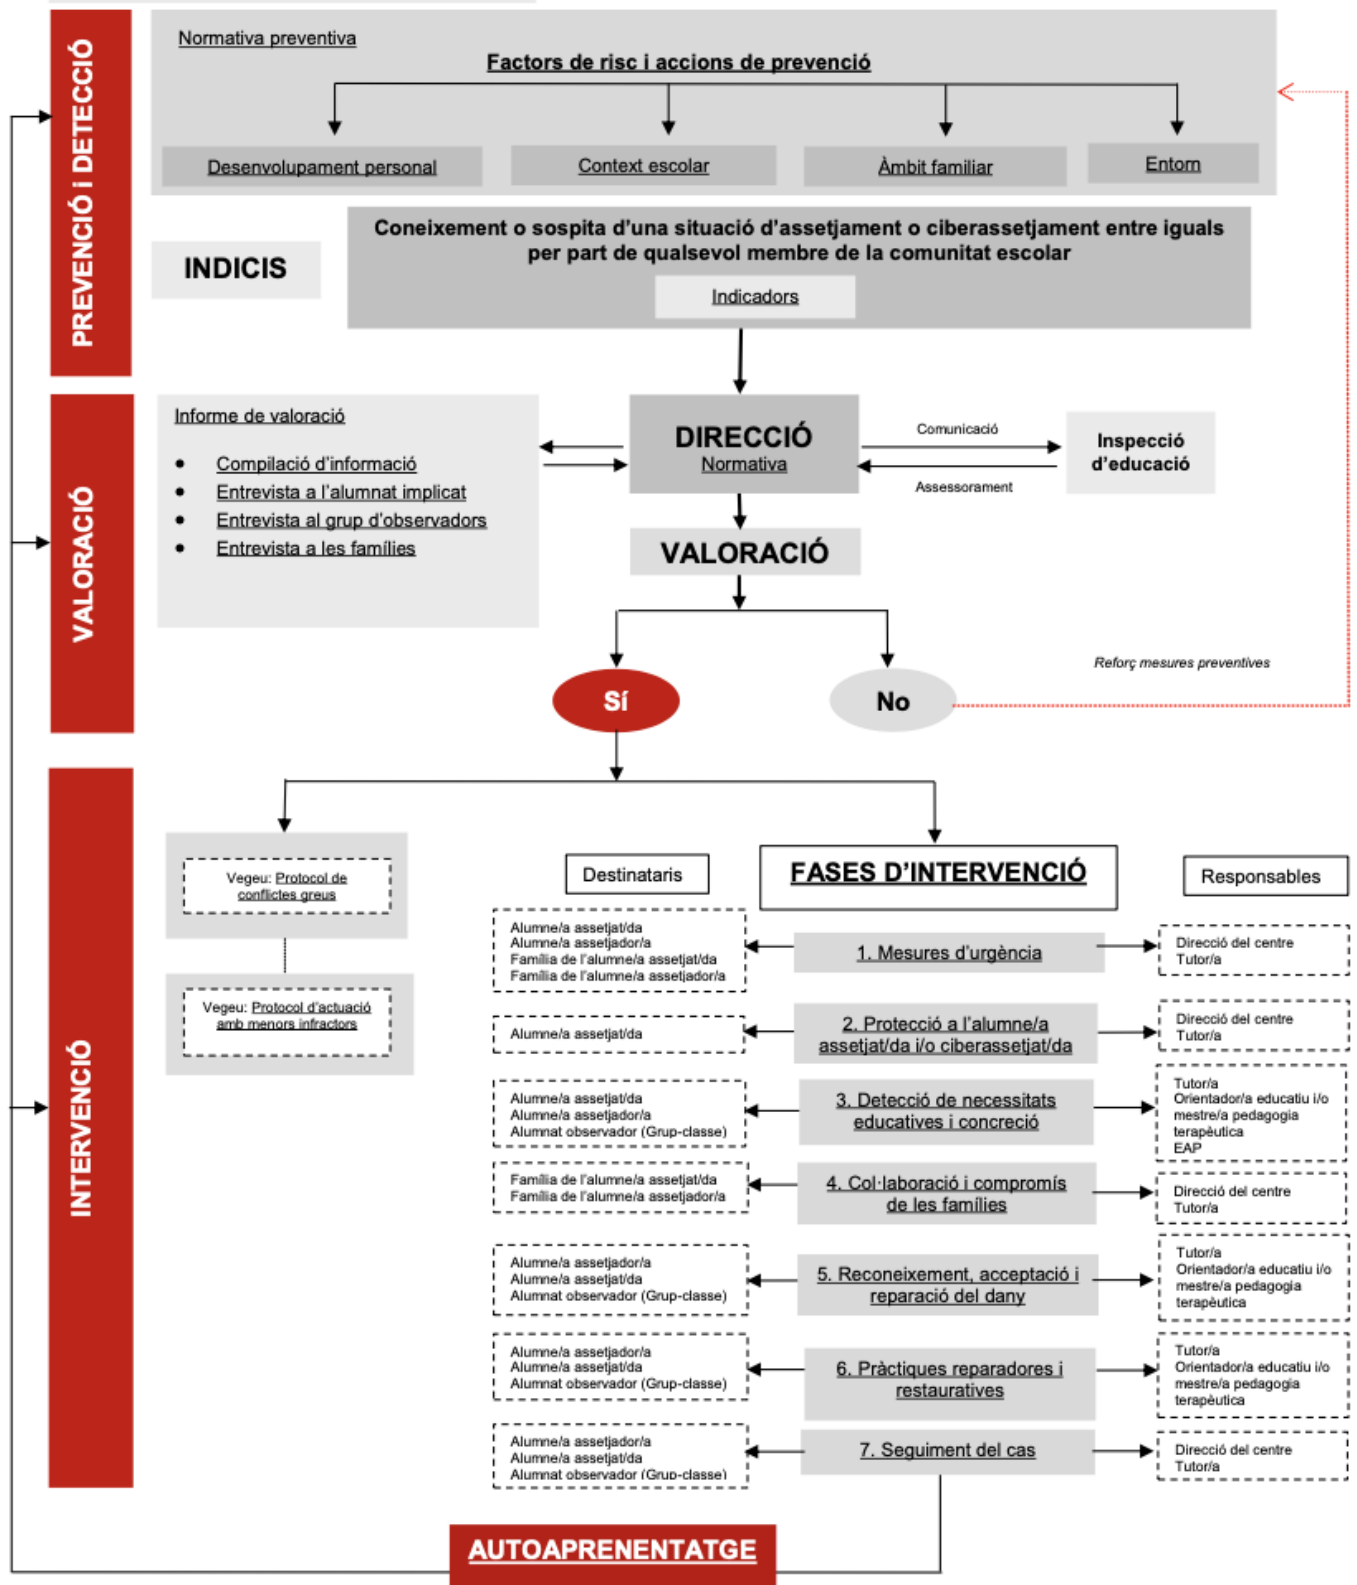 PREVENCIÓ i DETECCIÓ
Normativa preventiva
Factors de risc i accions de prevenció
Desenvolupament personal
Context escolar
Àmbit familiar
Entorn
INDICIS
Coneixement o sospita d'una situació d'assetjament o ciberassetjament entre iguals
per part de qualsevol membre de la comunitat escolar
Indicadors
VALORACIÓ
Informe de valoració
• Compilació d'informació
• Entrevista a l'alumnat implicat
• Entrevista al grup d'observadors
• Entrevista a les famílies
DIRECCIÓ
Normativa
Comunicació
Assessorament
Inspecció
d'educació
VALORACIÓ
Sí
No
Reforç mesures preventives
INTERVENCIÓ
Vegeu: Protocol de
conflictes greus
Vegeu: Protocol d'actuació
amb menors infractors
Destinataris
FASES D'INTERVENCIÓ
Responsables
Alumne/a assetjat/da
Alumne/a assetjador/a
Família de l'alumne/a assetjat/da
Família de l'alumne/a assetjador/a
1. Mesures d'urgència
Direcció del centre
Tutor/a
Alumne/a assetjat/da
2. Protecció a l'alumne/a
assetjat/da i/o ciberassetjat/da
Direcció del centre
Tutor/a
Alumne/a assetjat/da
Alumne/a assetjador/a
Alumnat observador (Grup-classe)
3. Detecció de necessitats
educatives i concreció
Tutor/a
Orientador/a educatiu i/o
mestre/a pedagogia
terapèutica
EAP
Família de l'alumne/a assetjat/da
Família de l'alumne/a assetjador/a
4. Col·laboració i compromís
de les famílies
Direcció del centre
Tutor/a
Alumne/a assetjador/a
Alumne/a assetjat/da
Alumnat observador (Grup-classe)
5. Reconeixement, acceptació i
reparació del dany
Tutor/a
Orientador/a educatiu i/o
mestre/a pedagogia
terapèutica
Alumne/a assetjador/a
Alumne/a assetjat/da
Alumnat observador (Grup-classe)
6. Pràctiques reparadores i
restauratives
Tutor/a
Orientador/a educatiu i/o
mestre/a pedagogia
terapèutica
Alumne/a assetjador/a
Alumne/a assetjat/da
Alumnat observador (Grup-classe)
7. Seguiment del cas
Direcció del centre
Tutor/a
AUTOAPRENENTATGE